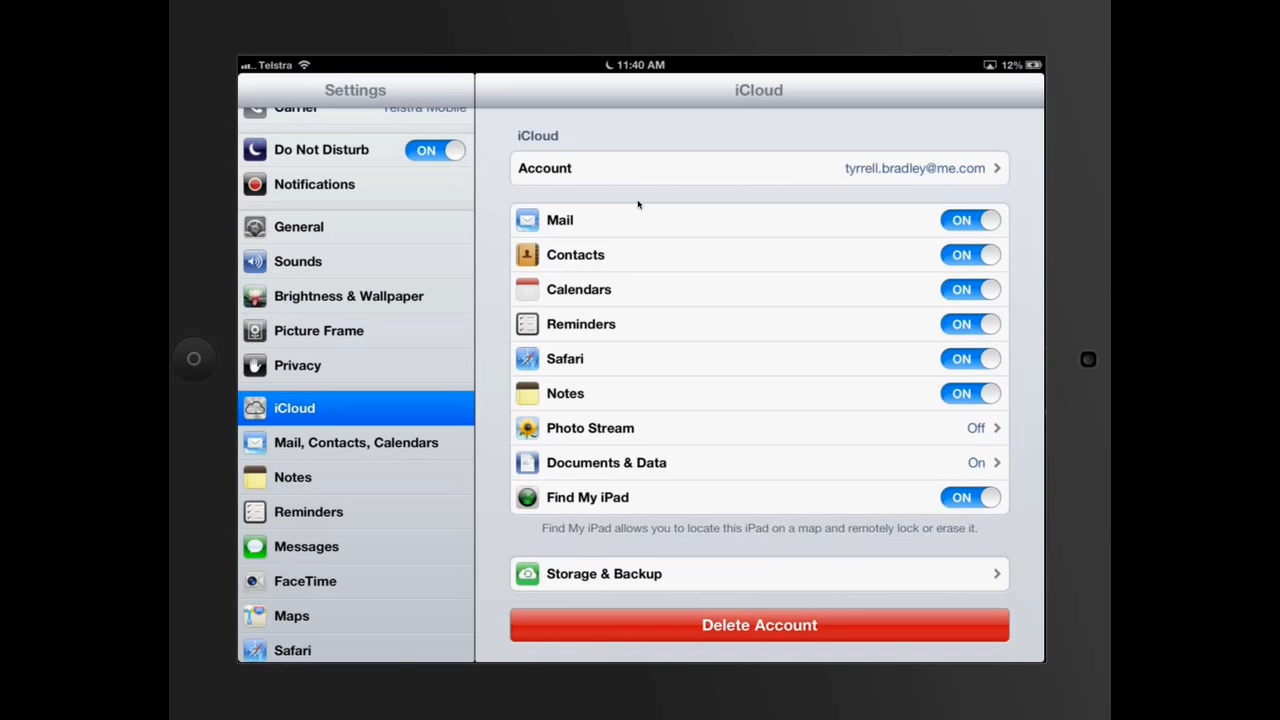 Telstra 11:40 AM 12%
Settings
Carrier Telstra Mobile
Do Not Disturb ON
Notifications
General
Sounds
Brightness & Wallpaper
Picture Frame
Privacy
iCloud
Mail, Contacts, Calendars
Notes
Reminders
Messages
FaceTime
Maps
Safari
iCloud
iCloud
Account tyrrell.bradley@me.com
Mail ON
Contacts ON
Calendars ON
Reminders ON
Safari ON
Notes ON
Photo Stream Off
Documents & Data On
Find My iPad ON
Find My iPad allows you to locate this iPad on a map and remotely lock or erase it.
Storage & Backup
Delete Account